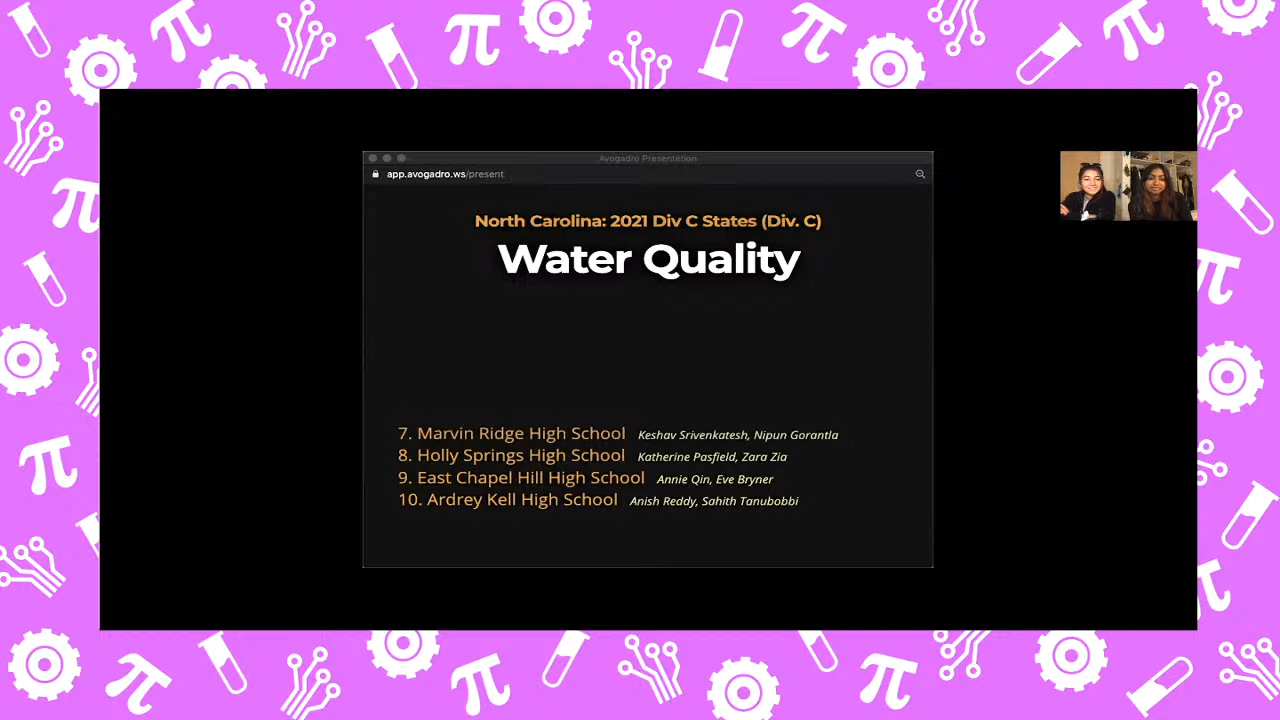 Avogadro Presentation
app.avogadro.ws/present
North Carolina: 2021 Div C States (Div. C)
Water Quality
7. Marvin Ridge High School Keshav Srivenkatesh, Nipun Gorantla
8. Holly Springs High School Katherine Pasfield, Zara Zia
9. East Chapel Hill High School Annie Qin, Eve Bryner
10. Ardrey Kell High School Anish Reddy, Sahith Tanubobbi